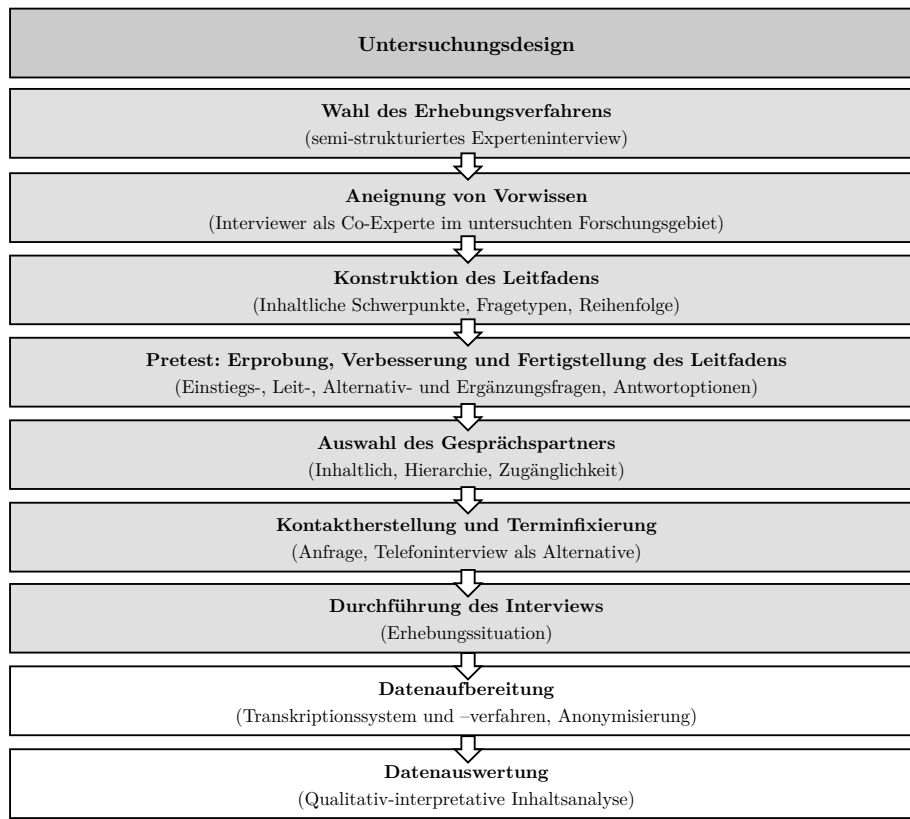 Untersuchungsdesign
Wahl des Erhebungsverfahrens
(semi-strukturiertes Experteninterview)
Aneignung von Vorwissen
(Interviewer als Co-Experte im untersuchten Forschungsgebiet)
Konstruktion des Leitfadens
(Inhaltliche Schwerpunkte, Fragetypen, Reihenfolge)
Pretest: Erprobung, Verbesserung und Fertigstellung des Leitfadens
(Einstiegs-, Leit-, Alternativ- und Ergänzungsfragen, Antwortoptionen)
Auswahl des Gesprächspartners
(Inhaltlich, Hierarchie, Zugänglichkeit)
Kontaktherstellung und Terminfixierung
(Anfrage, Telefoninterview als Alternative)
Durchführung des Interviews
(Erhebungssituation)
Datenaufbereitung
(Transkriptionssystem und –verfahren, Anonymisierung)
Datenauswertung
(Qualitativ-interpretative Inhaltsanalyse)